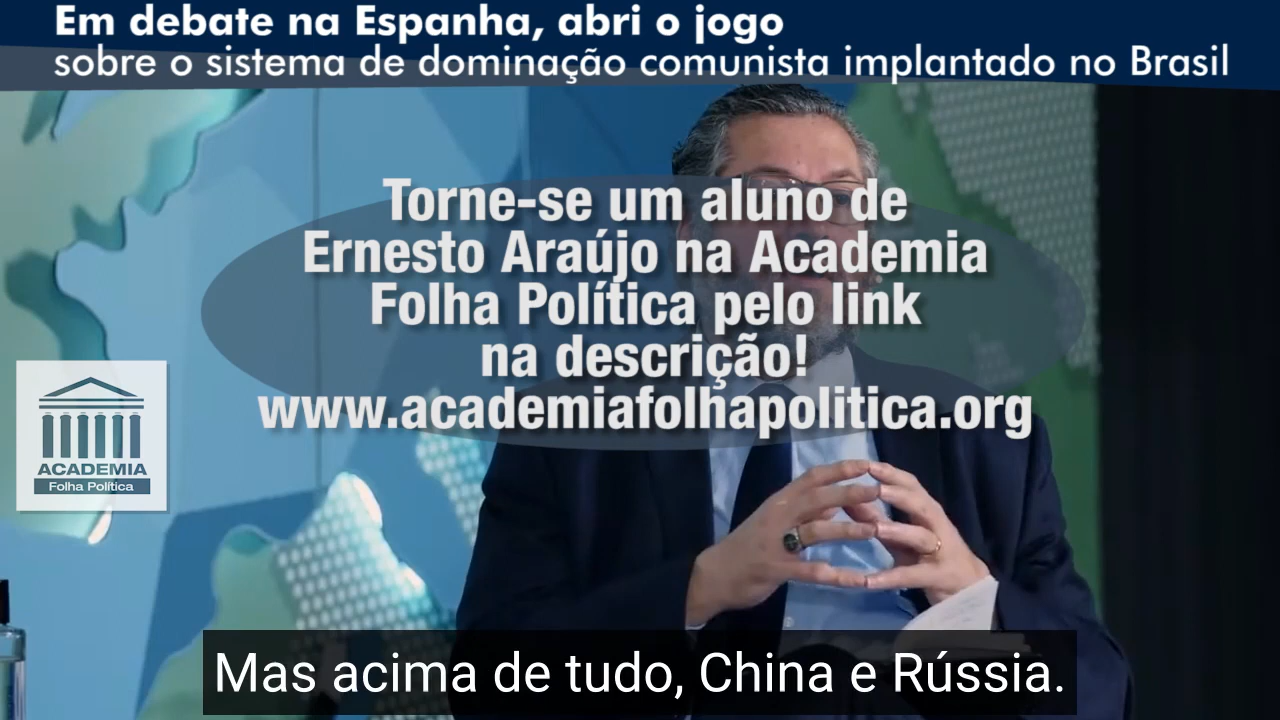 Em debate na Espanha, abri o jogo
sobre o sistema de dominação comunista implantado no Brasil
Torne-se um aluno de
Ernesto Araújo na Academia
Folha Política pelo link
na descrição!
www.academiafolhapolitica.org
ACADEMIA
Folha Política
Mas acima de tudo, China e Rússia.